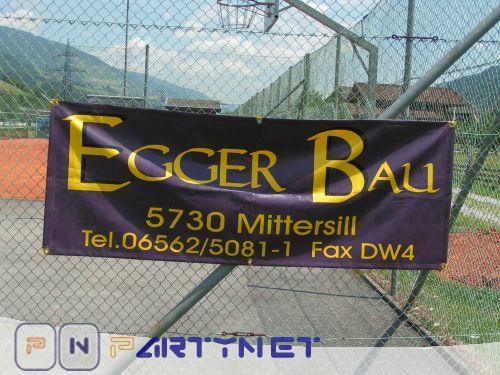 EGGER BAU
5730 Mittersill
Tel.06562/5081-1 Fax DW4
P N PARTYNET